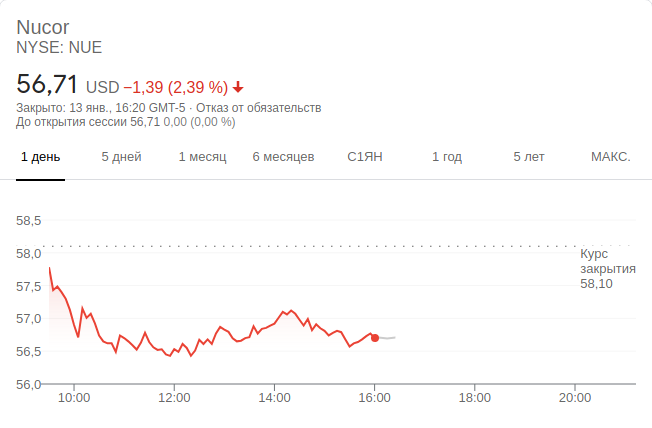 Nucor
NYSE: NUE
56,71 USD −1,39 (2,39 %)
Закрыто: 13 янв., 16:20 GMT-5 · Отказ от обязательств
До открытия сессии 56,71 0,00 (0,00 %)
1 день 5 дней 1 месяц 6 месяцев С1ЯН 1 год 5 лет МАКС.
58,5
58,0
Курс
закрытия
58,10
57,5
57,0
56,5
56,0
10:00 12:00 14:00 16:00 18:00 20:00